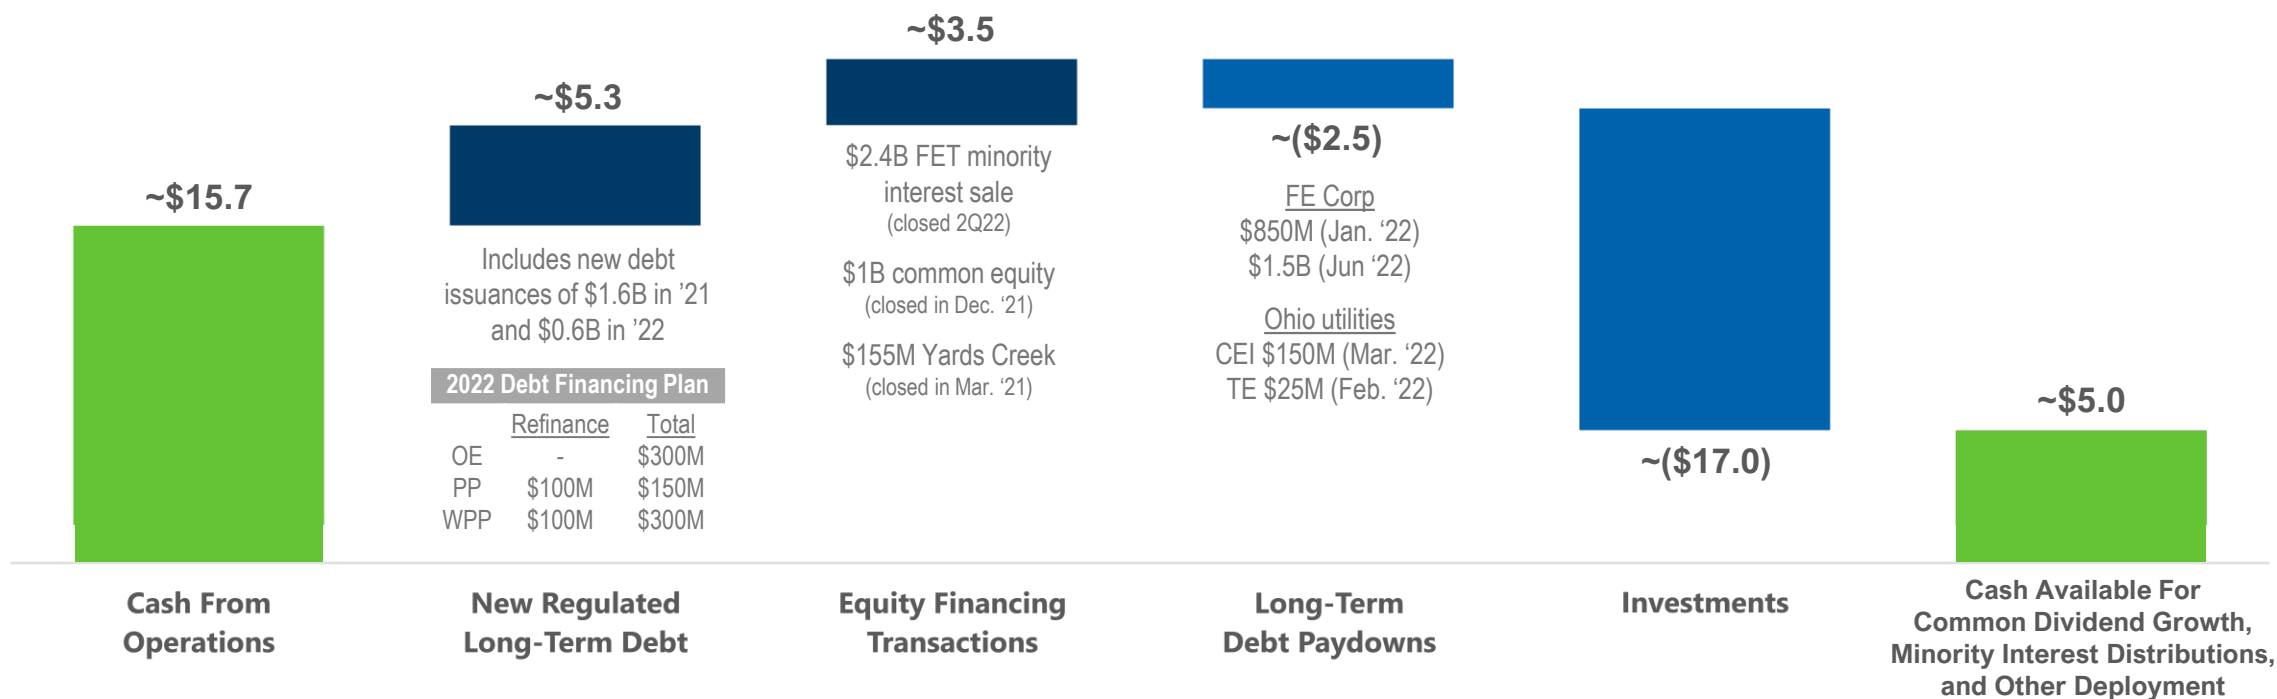 ~$15.7
Cash From
Operations
~$5.3
Includes new debt
issuances of $1.6B in ’21
and $0.6B in ’22
2022 Debt Financing Plan
Refinance Total
OE - $300M
PP $100M $150M
WPP $100M $300M
New Regulated
Long-Term Debt
~$3.5
$2.4B FET minority
interest sale
(closed 2Q22)
$1B common equity
(closed in Dec. ‘21)
$155M Yards Creek
(closed in Mar. ‘21)
Equity Financing
Transactions
~($2.5)
FE Corp
$850M (Jan. ‘22)
$1.5B (Jun ‘22)
Ohio utilities
CEI $150M (Mar. ‘22)
TE $25M (Feb. ‘22)
Long-Term
Debt Paydowns
~($17.0)
Investments
~$5.0
Cash Available For
Common Dividend Growth,
Minority Interest Distributions,
and Other Deployment